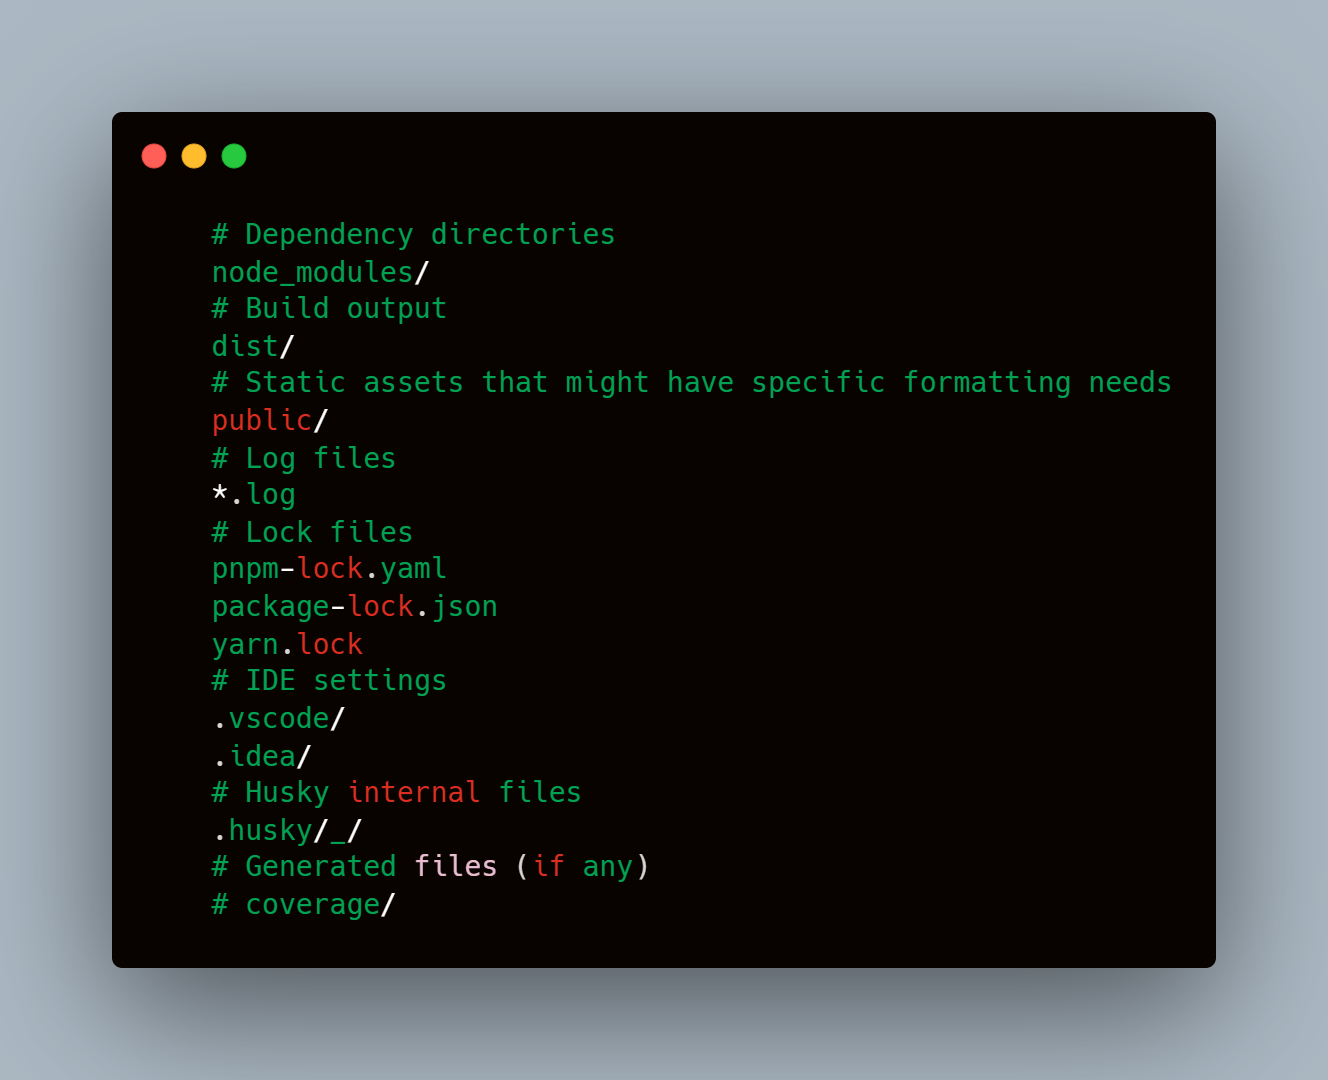 # Dependency directories
node_modules/
# Build output
dist/
# Static assets that might have specific formatting needs
public/
# Log files
*.log
# Lock files
pnpm-lock.yaml
package-lock.json
yarn.lock
# IDE settings
.vscode/
.idea/
# Husky internal files
.husky/_/
# Generated files (if any)
# coverage/